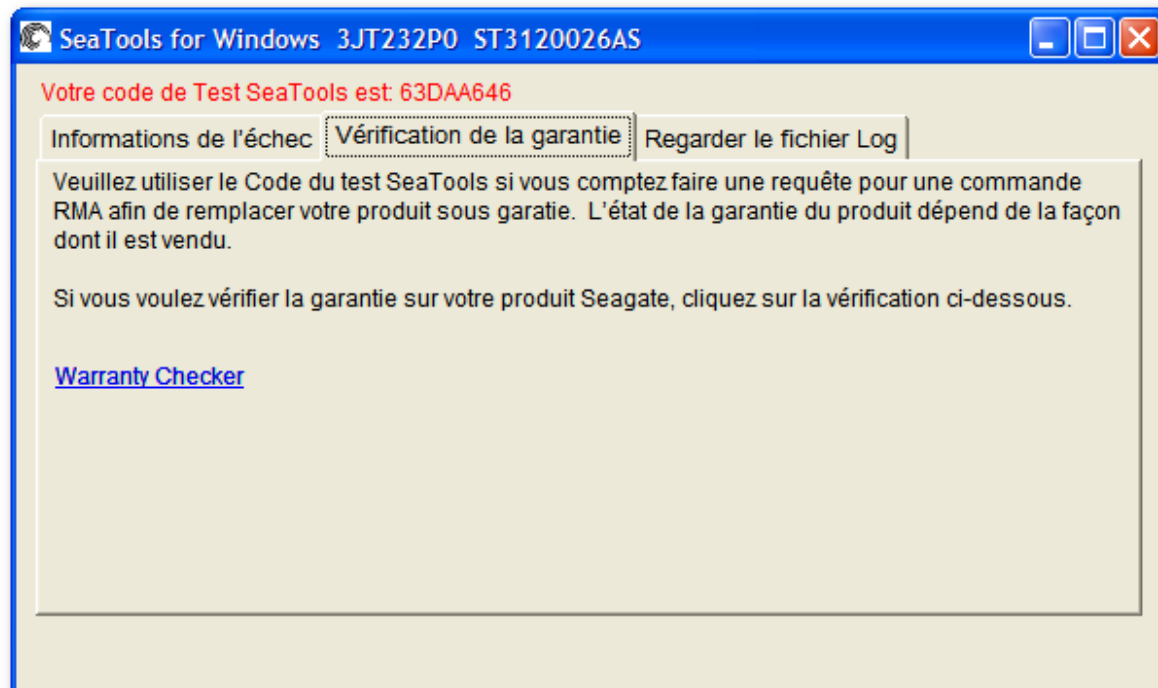 SeaTools for Windows 3JT232P0 ST3120026AS
Votre code de Test SeaTools est: 63DAA646
Informations de l'échec Vérification de la garantie Regarder le fichier Log
Veuillez utiliser le Code du test SeaTools si vous comptez faire une requête pour une commande
RMA afin de remplacer votre produit sous garatie. L'état de la garantie du produit dépend de la façon
dont il est vendu.
Si vous voulez vérifier la garantie sur votre produit Seagate, cliquez sur la vérification ci-dessous.
Warranty Checker